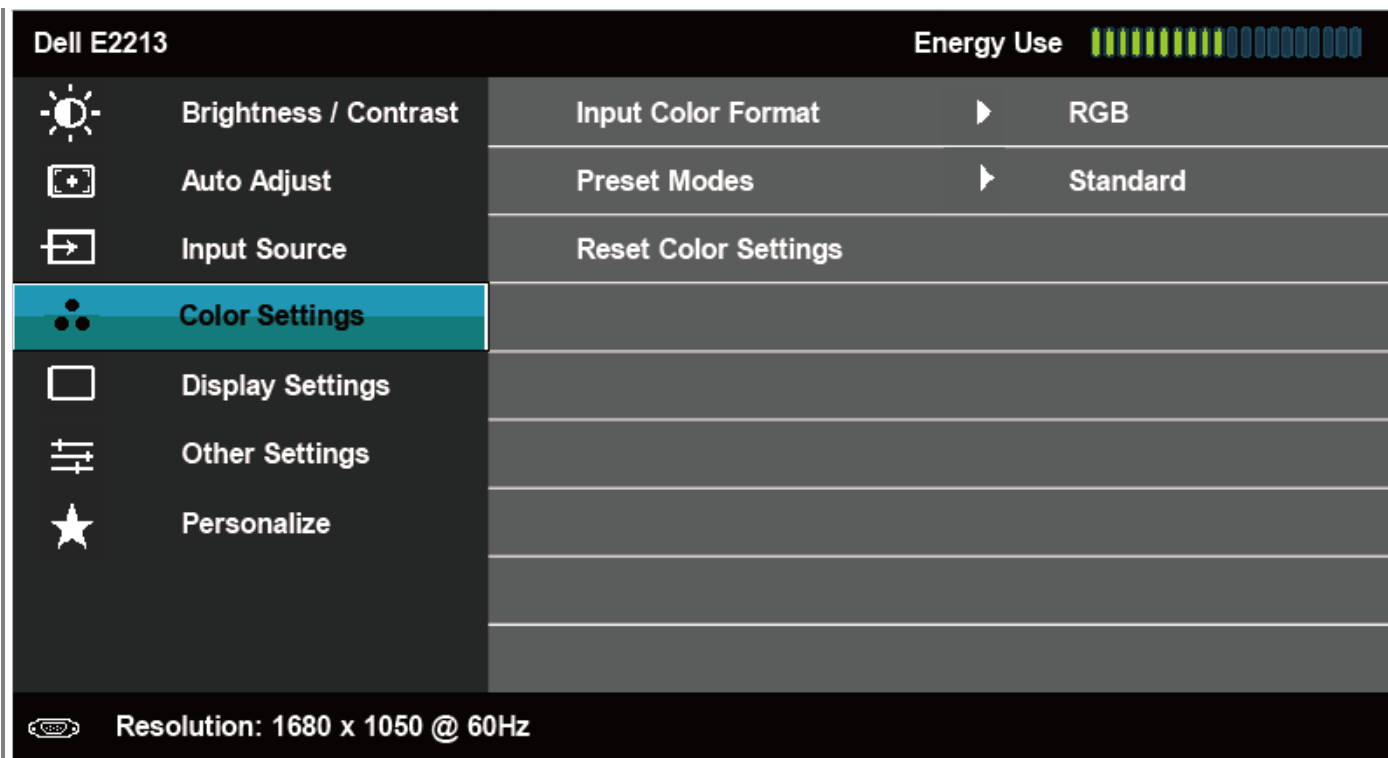 Dell E2213 Energy Use
Brightness / Contrast Input Color Format RGB
Auto Adjust Preset Modes Standard
Input Source Reset Color Settings
Color Settings
Display Settings
Other Settings
Personalize
Resolution: 1680 x 1050 @ 60Hz